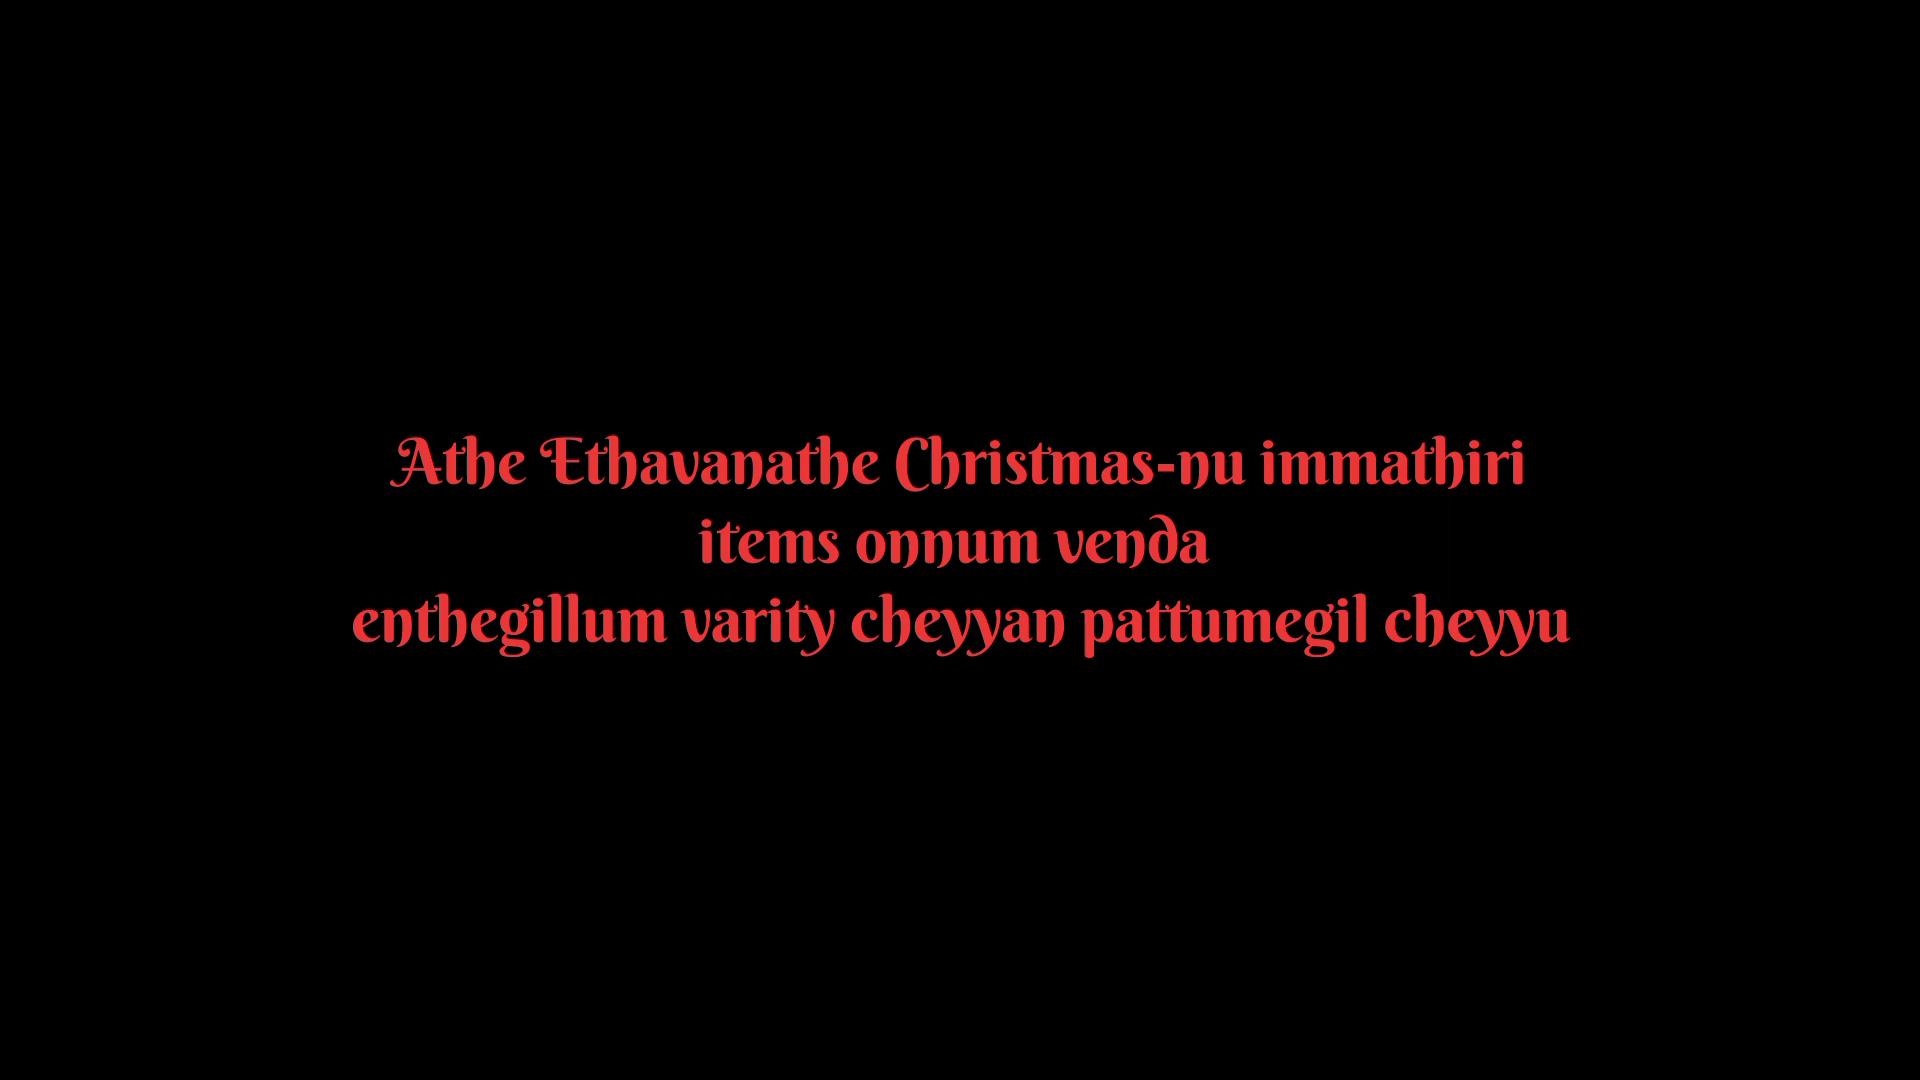 Athe Ethavanathe Christmas-nu immathiri
items onnum venda
enthegillum varity cheyyan pattumegil cheyyu